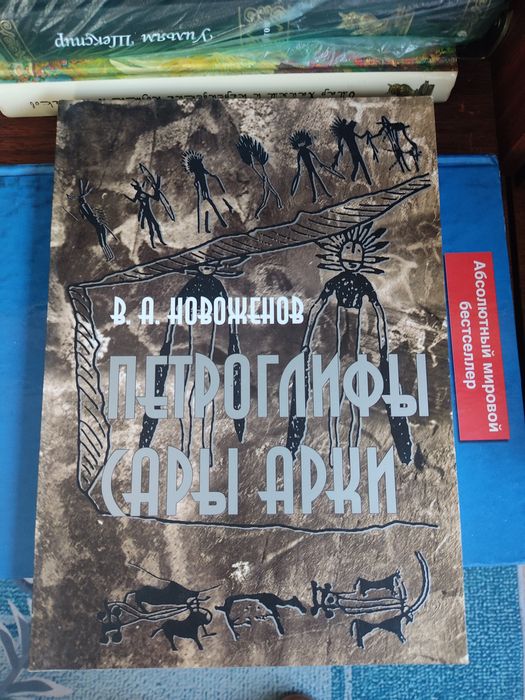 Уильям Шекспир
В. А. НОВОЖЕНОВ
ПЕТРОГЛИФЫ
САРЫ АРКИ
Абсолютный мировой
бестселлер